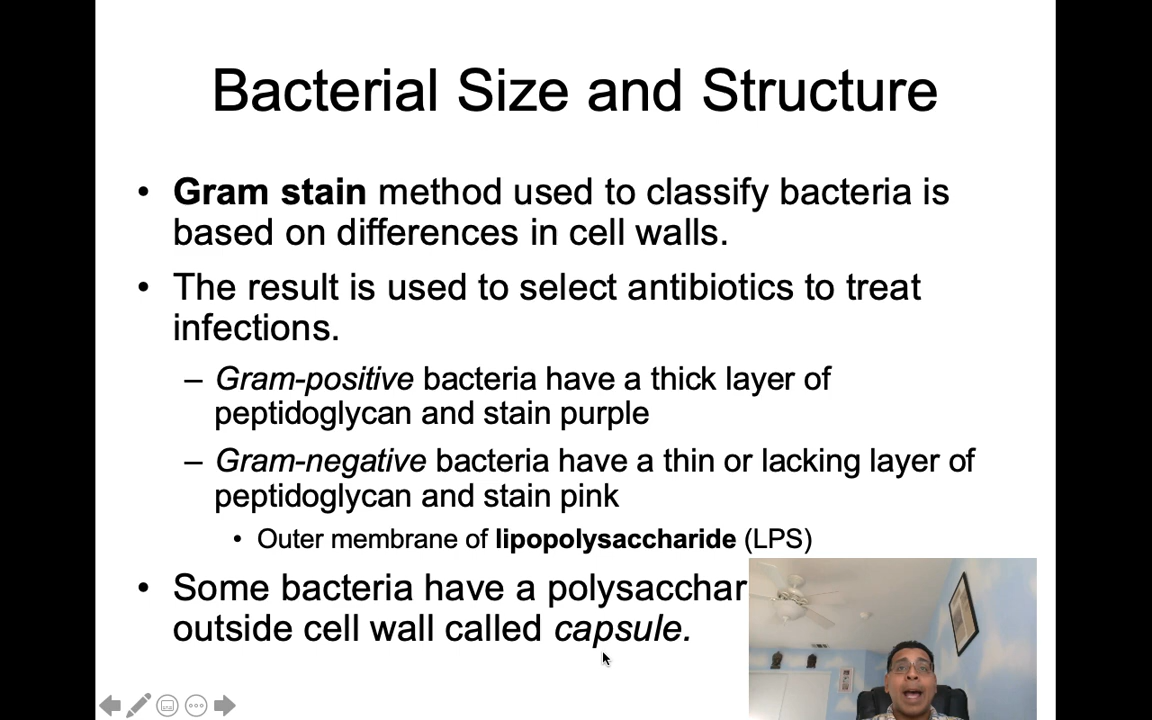 Bacterial Size and Structure
• Gram stain method used to classify bacteria is
based on differences in cell walls.
• The result is used to select antibiotics to treat
infections.
– Gram-positive bacteria have a thick layer of
peptidoglycan and stain purple
– Gram-negative bacteria have a thin or lacking layer of
peptidoglycan and stain pink
• Outer membrane of lipopolysaccharide (LPS)
• Some bacteria have a polysacchar
outside cell wall called capsule.